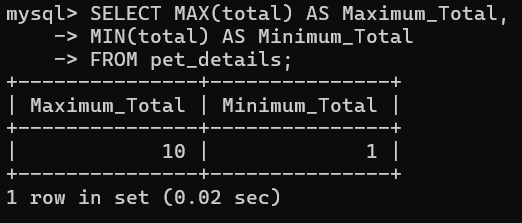 mysql> SELECT MAX(total) AS Maximum_Total,
    -> MIN(total) AS Minimum_Total
    -> FROM pet_details;
+---------------+---------------+
| Maximum_Total | Minimum_Total |
+---------------+---------------+
|            10 |             1 |
+---------------+---------------+
1 row in set (0.02 sec)